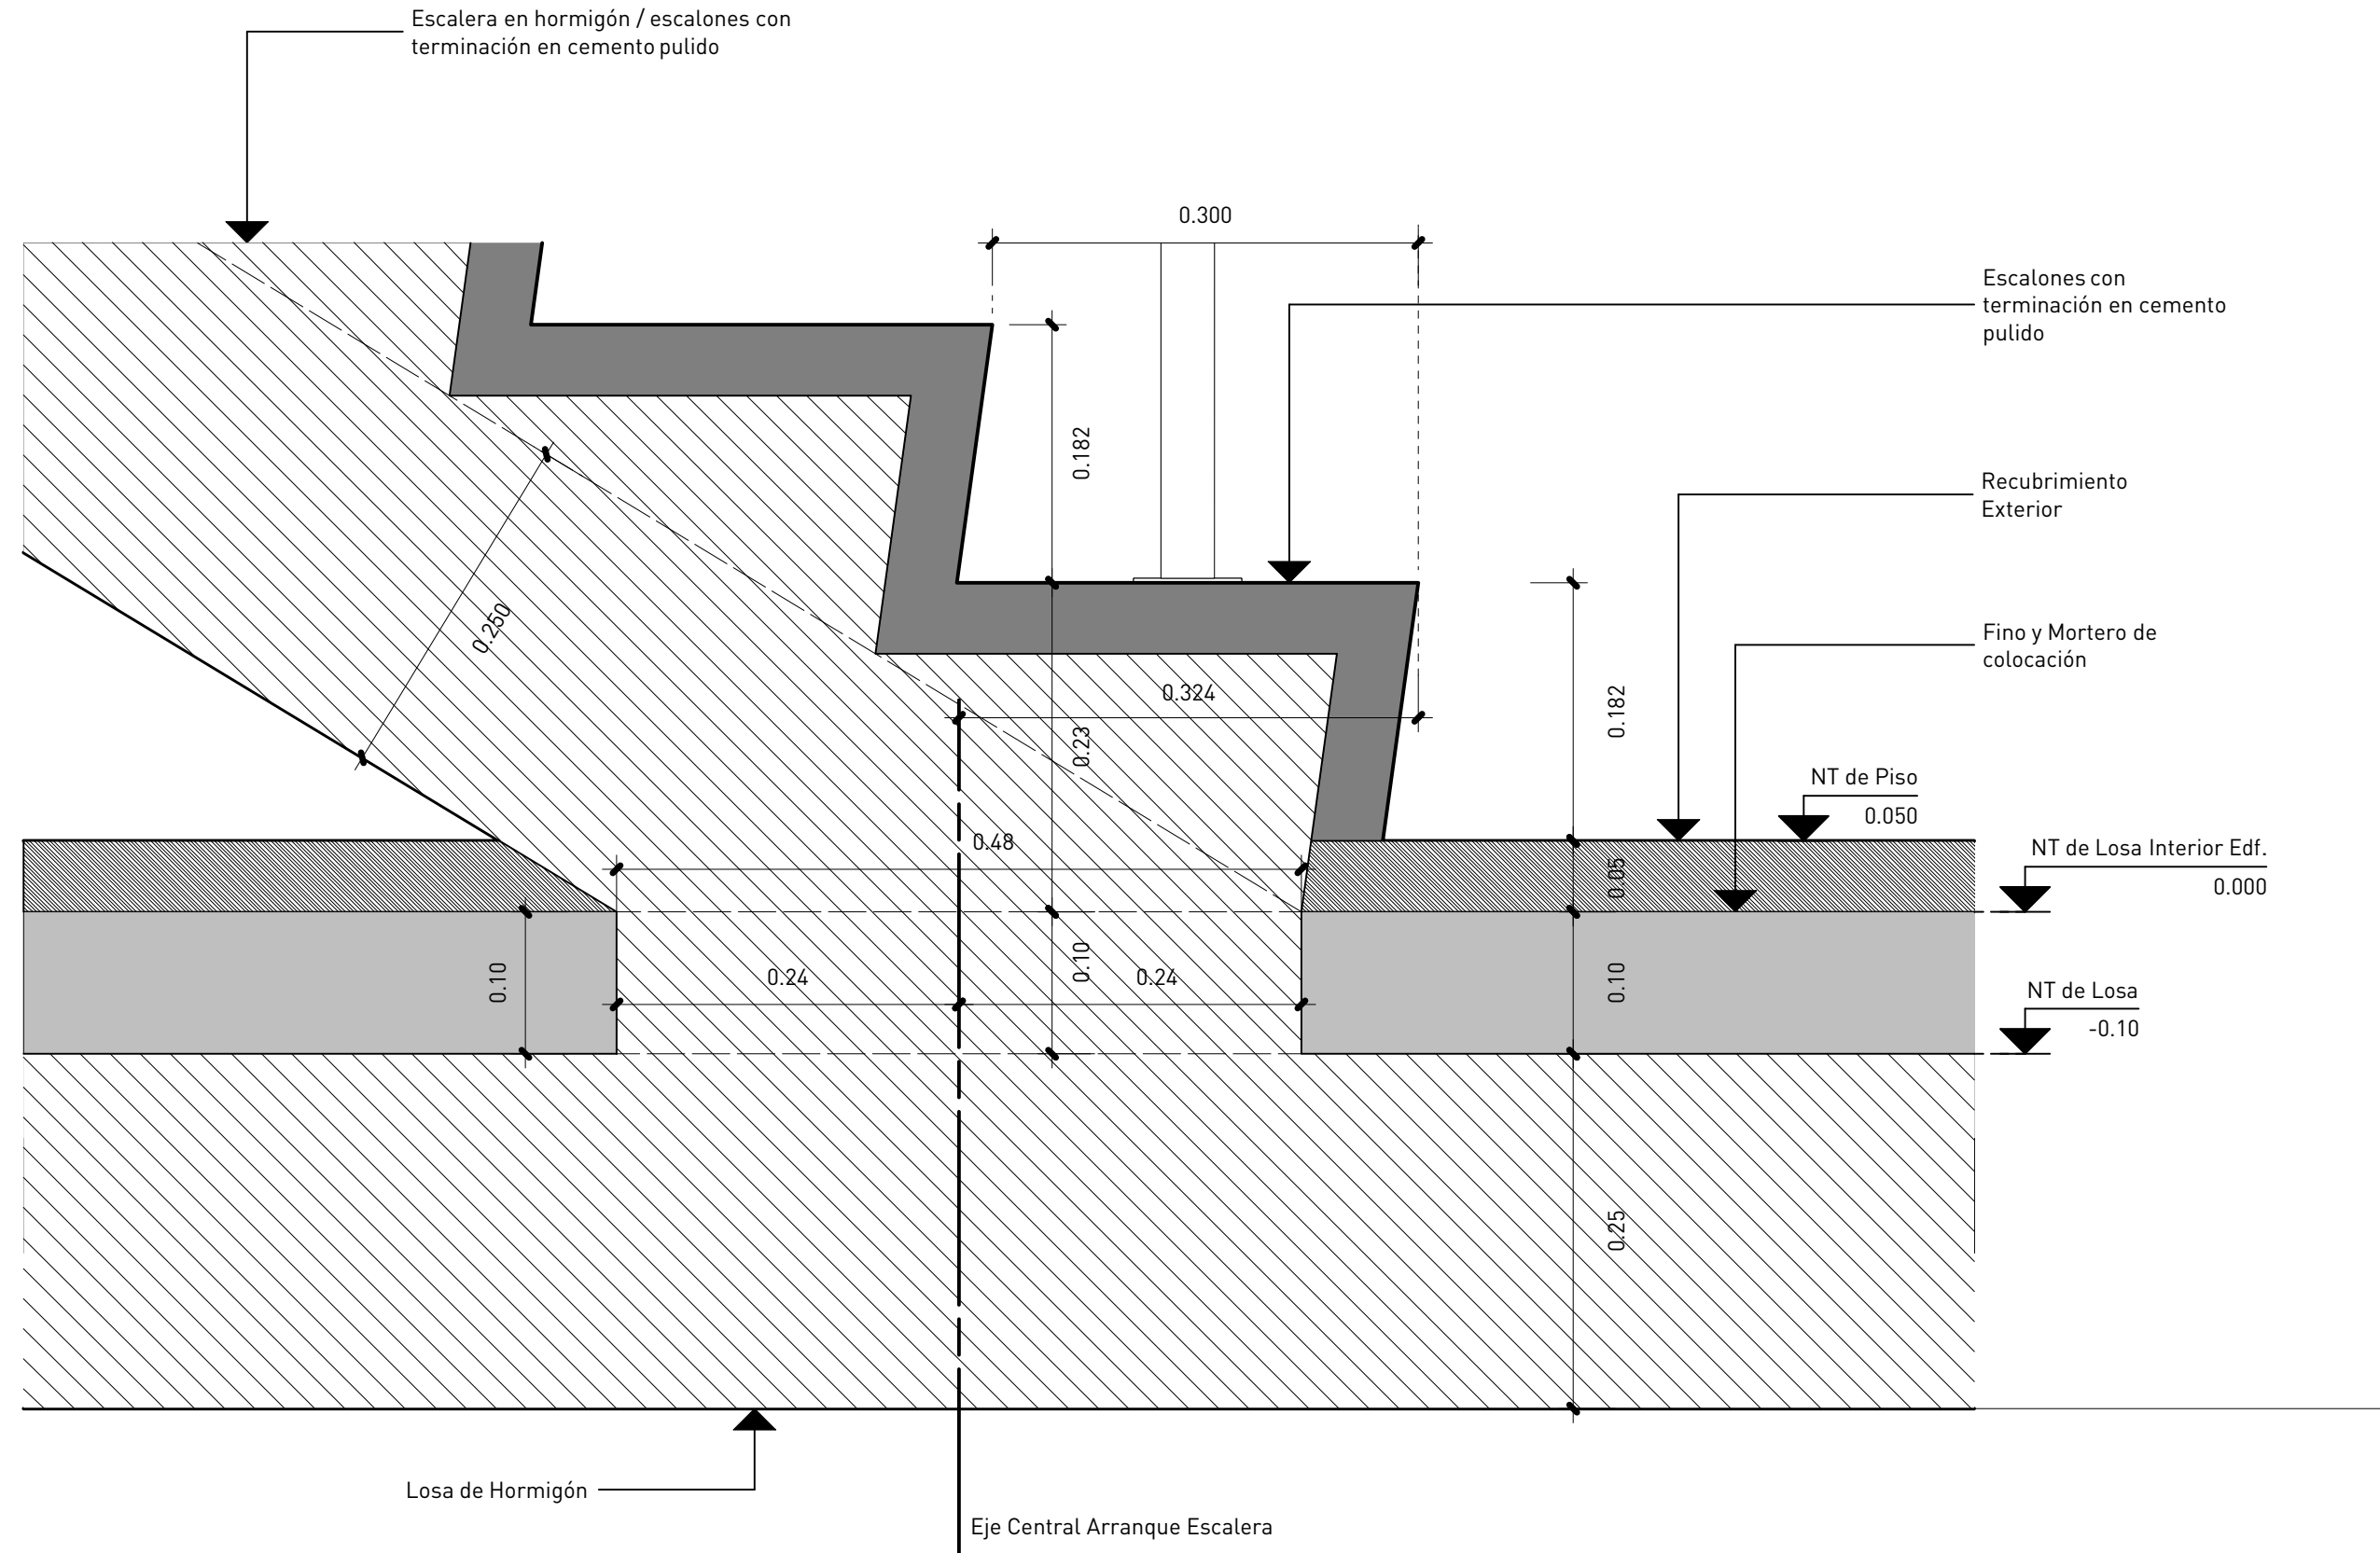 Escalera en hormigón / escalones con
terminación en cemento pulido
0.300
Escalones con
terminación en cemento
pulido
0.182
Recubrimiento
Exterior
0.250
Fino y Mortero de
colocación
0.324
0.182
0.23
NT de Piso
0.050
0.48
0.05
NT de Losa Interior Edf.
0.000
0.10
0.24
0.10
0.24
0.10
NT de Losa
-0.10
0.25
Losa de Hormigón
Eje Central Arranque Escalera